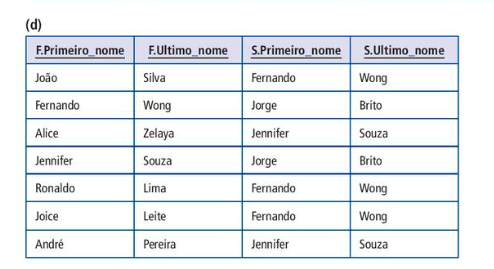 (d)
F.Primeiro_nome F.Ultimo_nome S.Primeiro_nome S.Ultimo_nome
João Silva Fernando Wong
Fernando Wong Jorge Brito
Alice Zelaya Jennifer Souza
Jennifer Souza Jorge Brito
Ronaldo Lima Fernando Wong
Joice Leite Fernando Wong
André Pereira Jennifer Souza